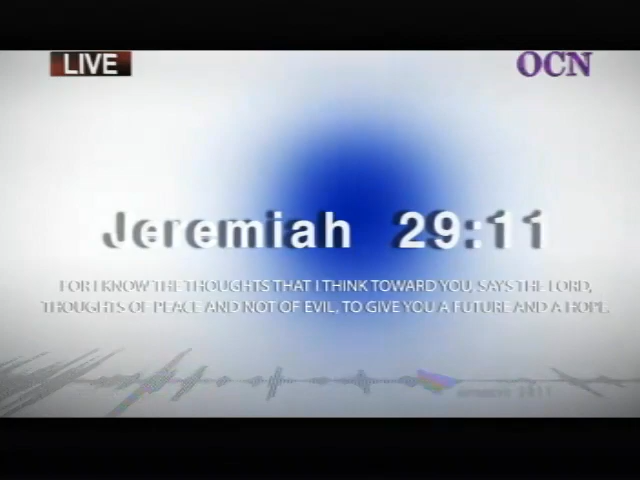 LIVE
OCN
Jeremiah 29:11
FOR I KNOW THE THOUGHTS THAT I THINK TOWARD YOU, SAYS THE LORD,
THOUGHTS OF PEACE AND NOT OF EVIL, TO GIVE YOU A FUTURE AND A HOPE.
2011